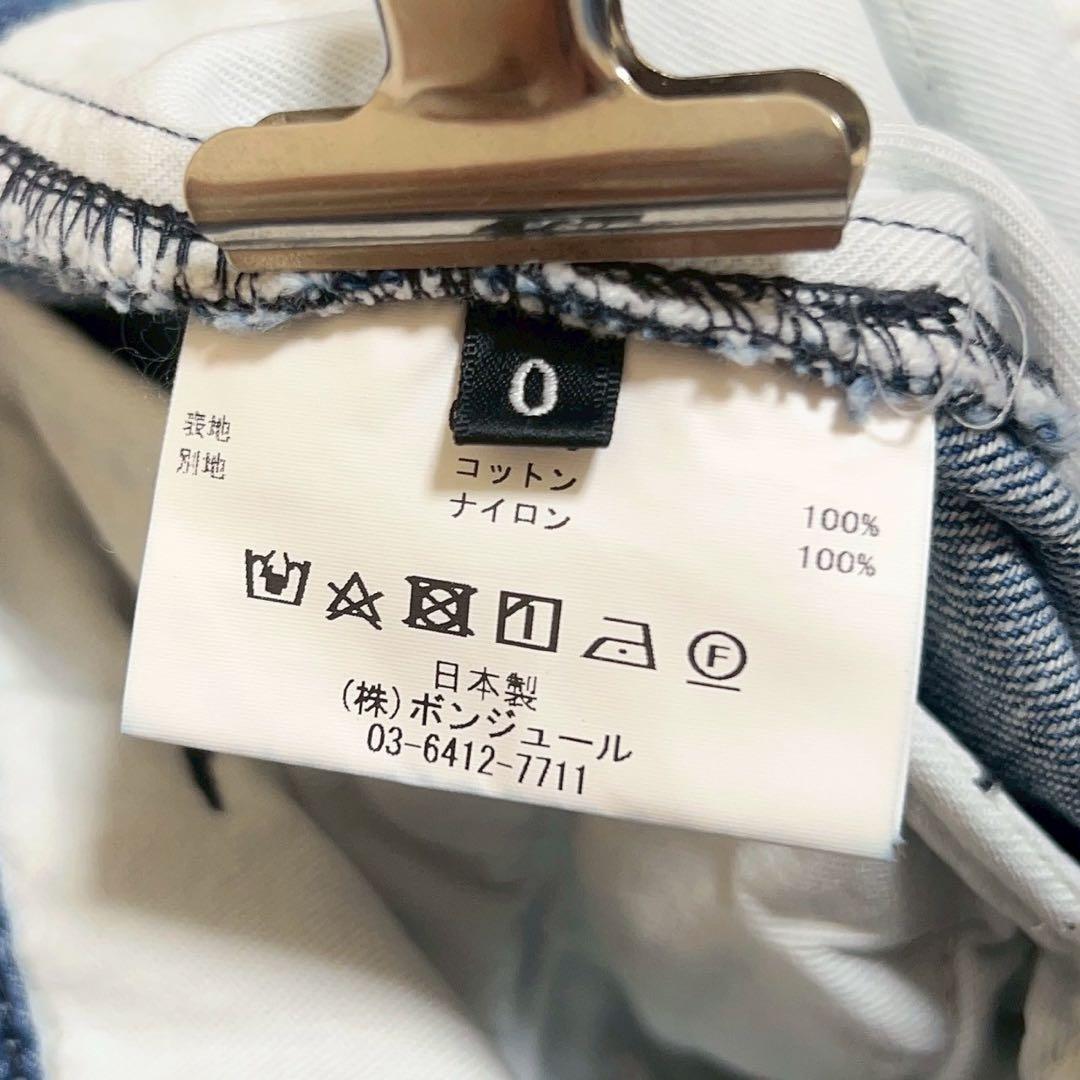 0
表地 コットン 100%
別地 ナイロン 100%
F
日本製
(株)ボンジュール
03-6412-7711